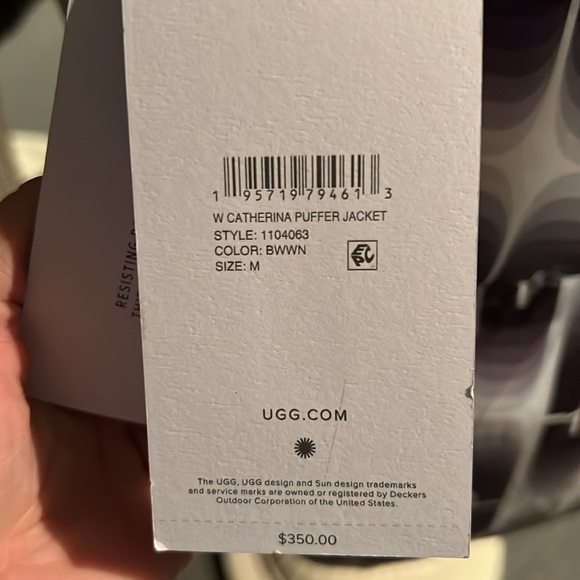 1 95719 79461 3
W CATHERINA PUFFER JACKET
STYLE: 1104063
COLOR: BWWN
SIZE: M
UGG.COM
The UGG, UGG design and Sun design trademarks
and service marks are owned or registered by Deckers
Outdoor Corporation of the United States.
$350.00
RESISTING